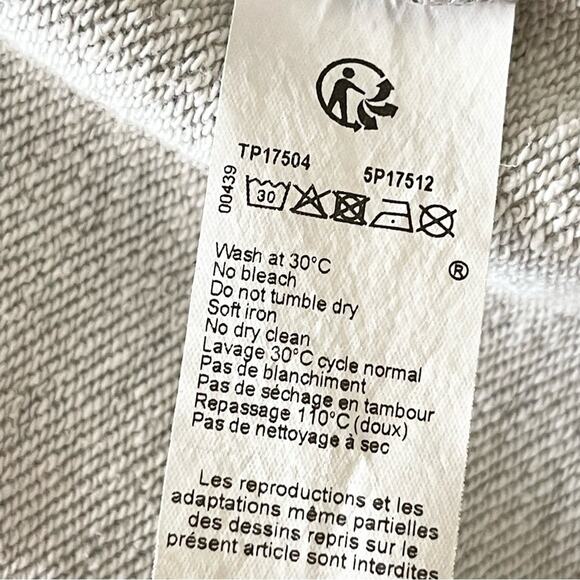 TP17504 5P17512
00439
30
®
Wash at 30°C
No bleach
Do not tumble dry
Soft iron
No dry clean
Lavage 30°C cycle normal
Pas de blanchiment
Pas de séchage en tambour
Repassage 110°C (doux)
Pas de nettoyage à sec
Les reproductions et les
adaptations même partielles
des dessins repris sur le
présent article sont interdites